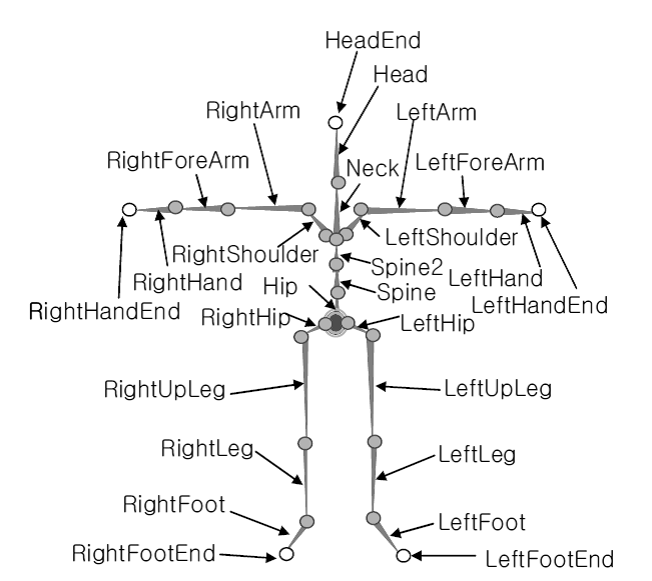 HeadEnd
Head
RightArm
LeftArm
RightForeArm
Neck
LeftForeArm
RightShoulder
LeftShoulder
RightHand
Spine2
LeftHand
Hip
Spine
RightHandEnd
LeftHandEnd
RightHip
LeftHip
RightUpLeg
LeftUpLeg
RightLeg
LeftLeg
RightFoot
LeftFoot
RightFootEnd
LeftFootEnd